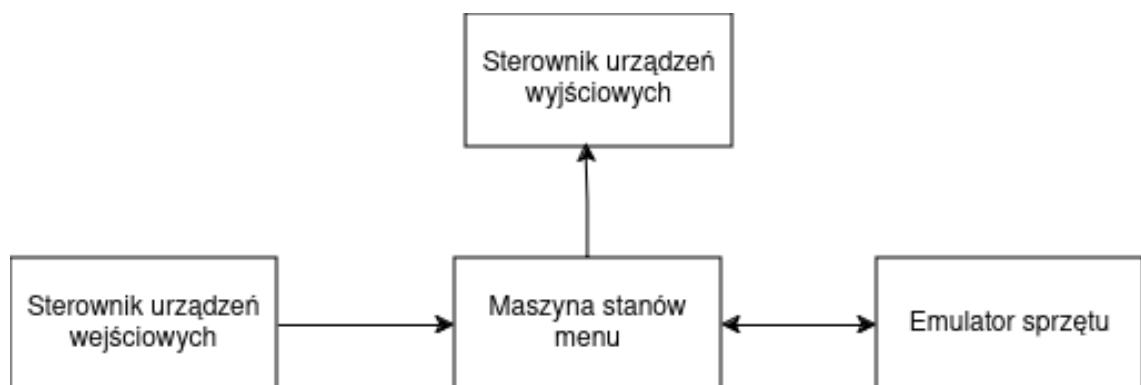 Sterownik urządzeń
wyjściowych
Sterownik urządzeń
wejściowych
Maszyna stanów
menu
Emulator sprzętu